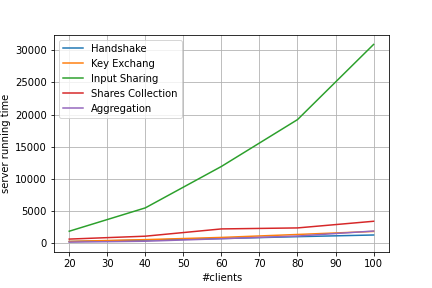 30000
25000
20000
15000
10000
5000
0
server running time
Handshake
Key Exchang
Input Sharing
Shares Collection
Aggregation
20 30 40 50 60 70 80 90 100
#clients